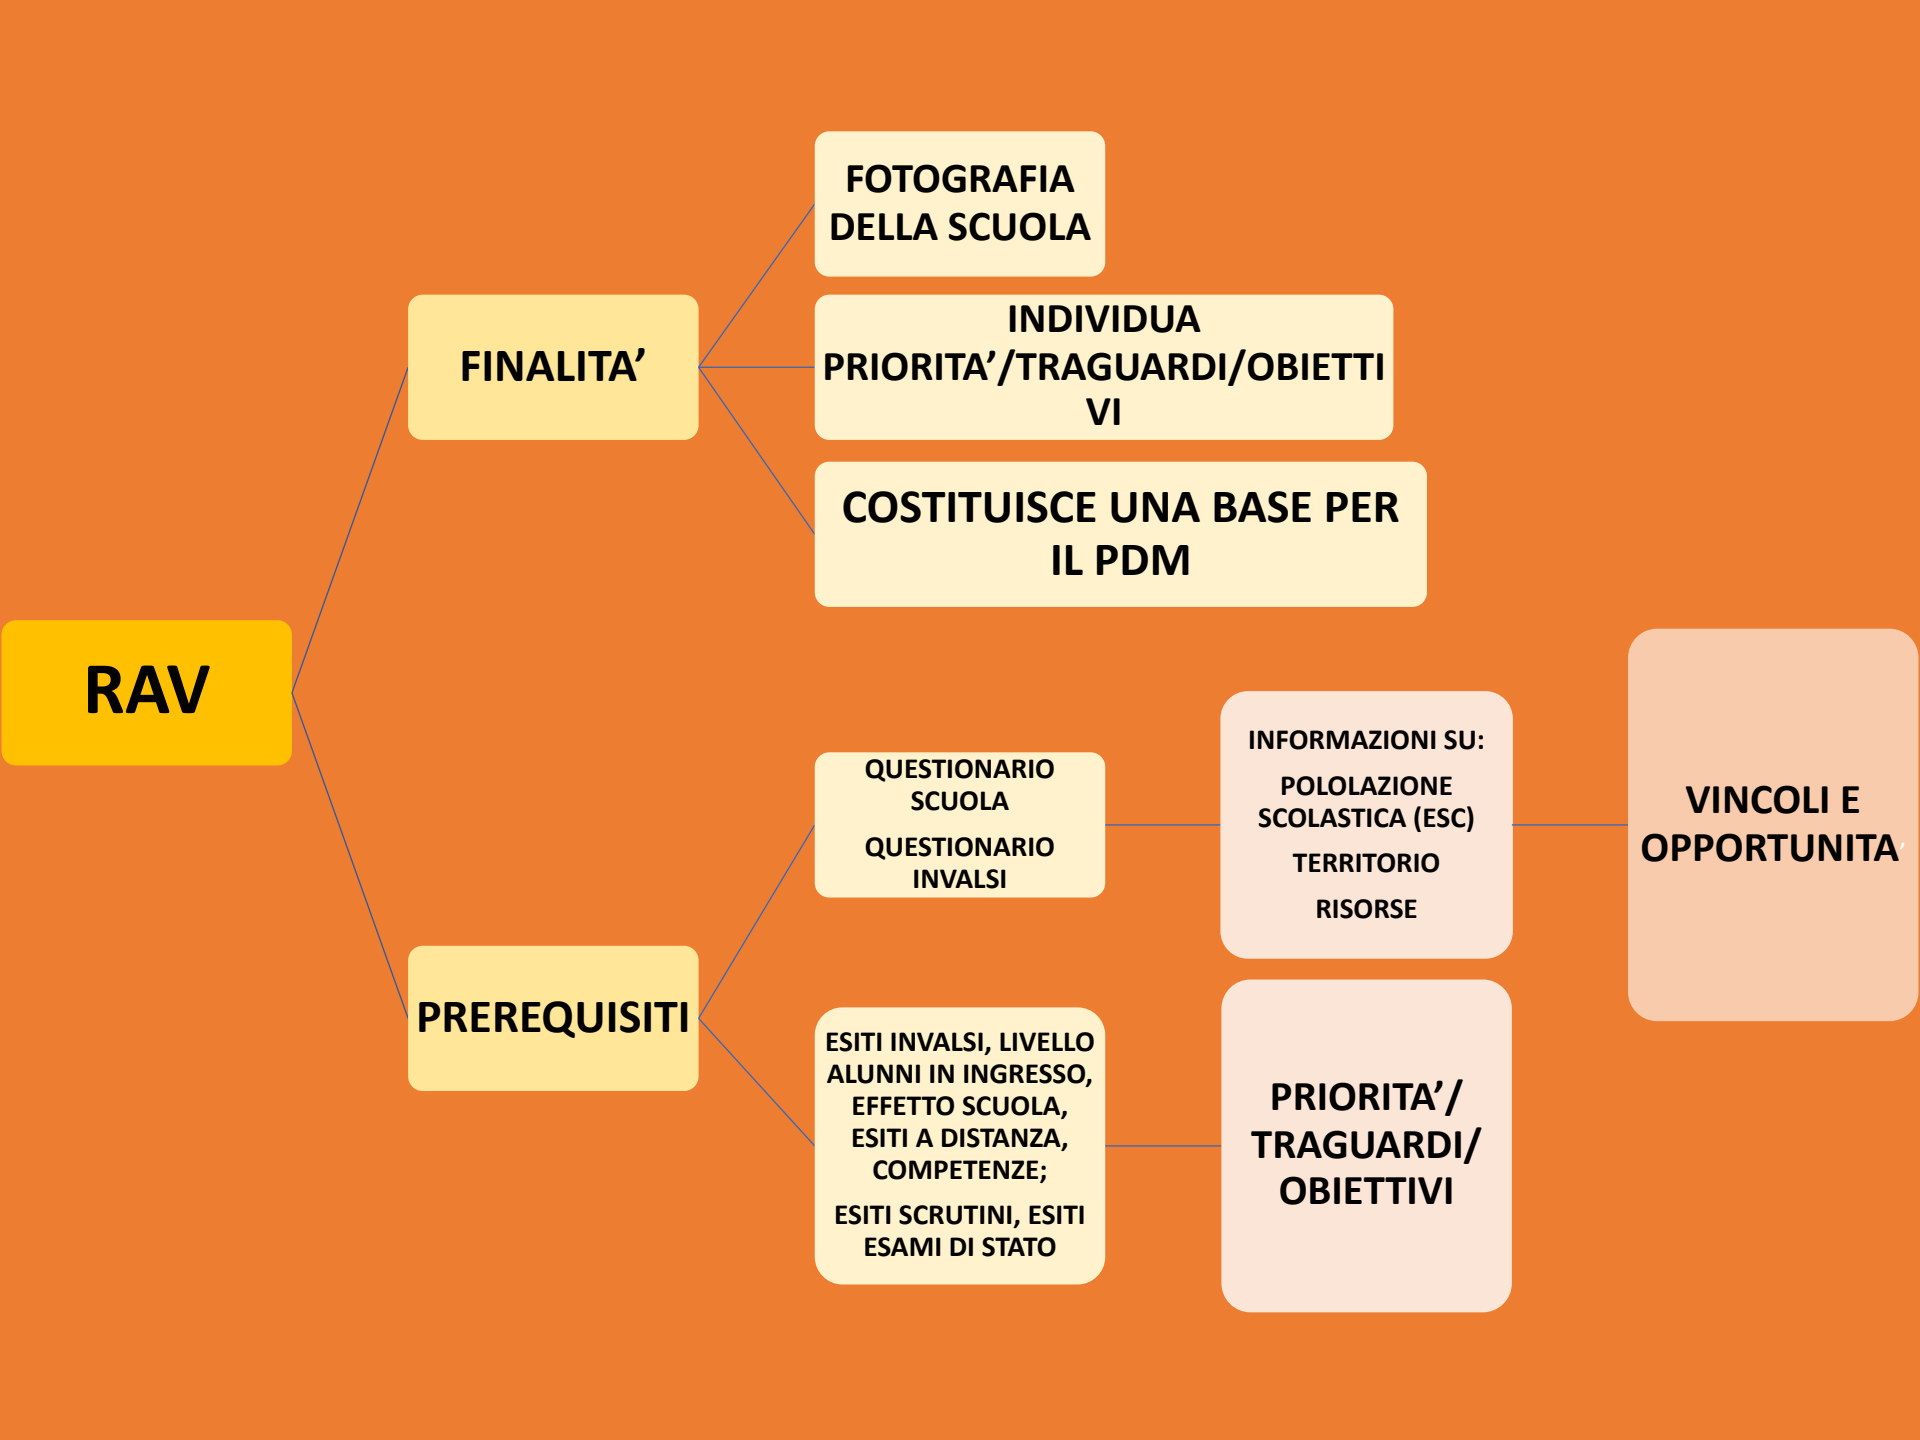 RAV
FINALITA’
FOTOGRAFIA
DELLA SCUOLA
INDIVIDUA
PRIORITA’/TRAGUARDI/OBIETTI
VI
COSTITUISCE UNA BASE PER
IL PDM
PREREQUISITI
QUESTIONARIO
SCUOLA
QUESTIONARIO
INVALSI
INFORMAZIONI SU:
POLOLAZIONE
SCOLASTICA (ESC)
TERRITORIO
RISORSE
VINCOLI E
OPPORTUNITA’
ESITI INVALSI, LIVELLO
ALUNNI IN INGRESSO,
EFFETTO SCUOLA,
ESITI A DISTANZA,
COMPETENZE;
ESITI SCRUTINI, ESITI
ESAMI DI STATO
PRIORITA’/
TRAGUARDI/
OBIETTIVI